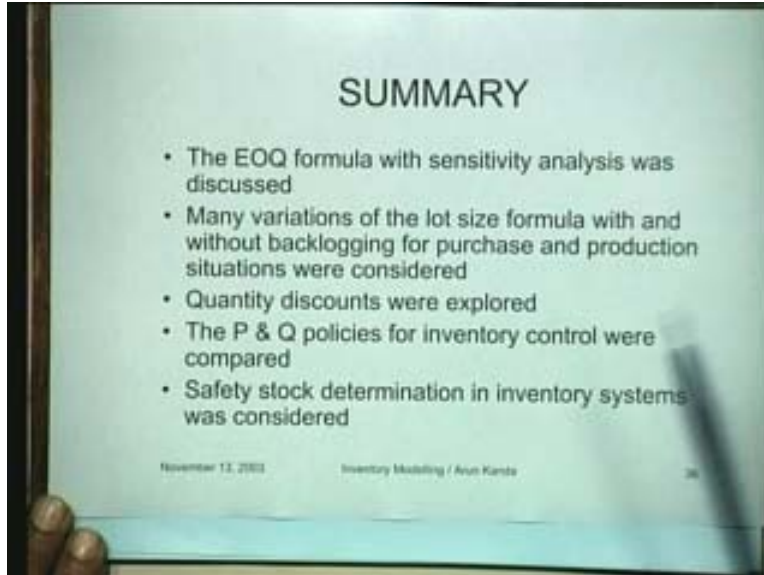 SUMMARY
• The EOQ formula with sensitivity analysis was
discussed
• Many variations of the lot size formula with and
without backlogging for purchase and production
situations were considered
• Quantity discounts were explored
• The P & Q policies for inventory control were
compared
• Safety stock determination in inventory systems
was considered
November 13, 2003 Inventory Modelling / Arun Kanda 36